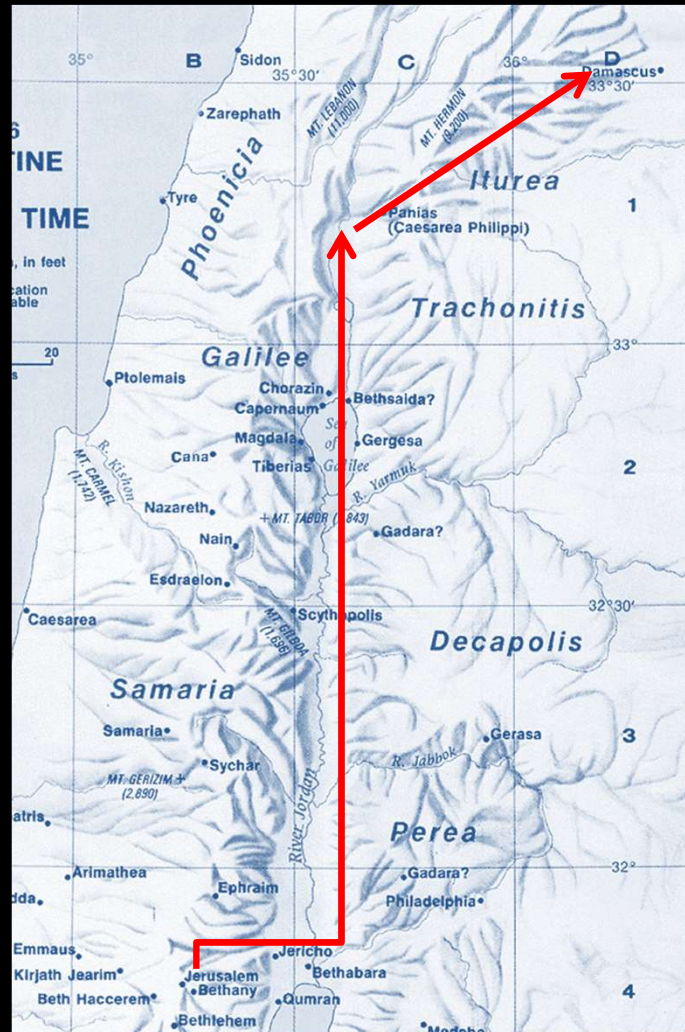 35°
B
Sidon
35°30'
C
36°
D
Damascus
33°30'
MT. LEBANON
(11,000)
MT. HERMON
(9,200)
Zarephath
6
TINE
TIME
Phoenicia
Iturea
1
Tyre
Panias
(Caesarea Philippi)
, in feet
cation
able
Trachonitis
20
s
Galilee
33°
Ptolemais
Chorazin
Capernaum
Bethsaida?
Sea
of
Galilee
Magdala
Gergesa
R. Kishon
MT. CARMEL
(1,742)
Cana
Tiberias
2
R. Yarmuk
Nazareth
MT. TABOR (1,843)
Gadara?
Nain
Esdraelon
Caesarea
MT. GILBOA
(1,696)
Scythopolis
32°30'
Decapolis
Samaria
Samaria
Gerasa
3
Sychar
R. Jabbok
MT. GERIZIM
(2,890)
River Jordan
atris
Perea
32°
Arimathea
Gadara?
Ephraim
dda
Philadelphia
Emmaus
Jericho
Kirjath Jearim
Jerusalem
Bethabara
Bethany
Beth Haccerem
Qumran
4
Bethlehem